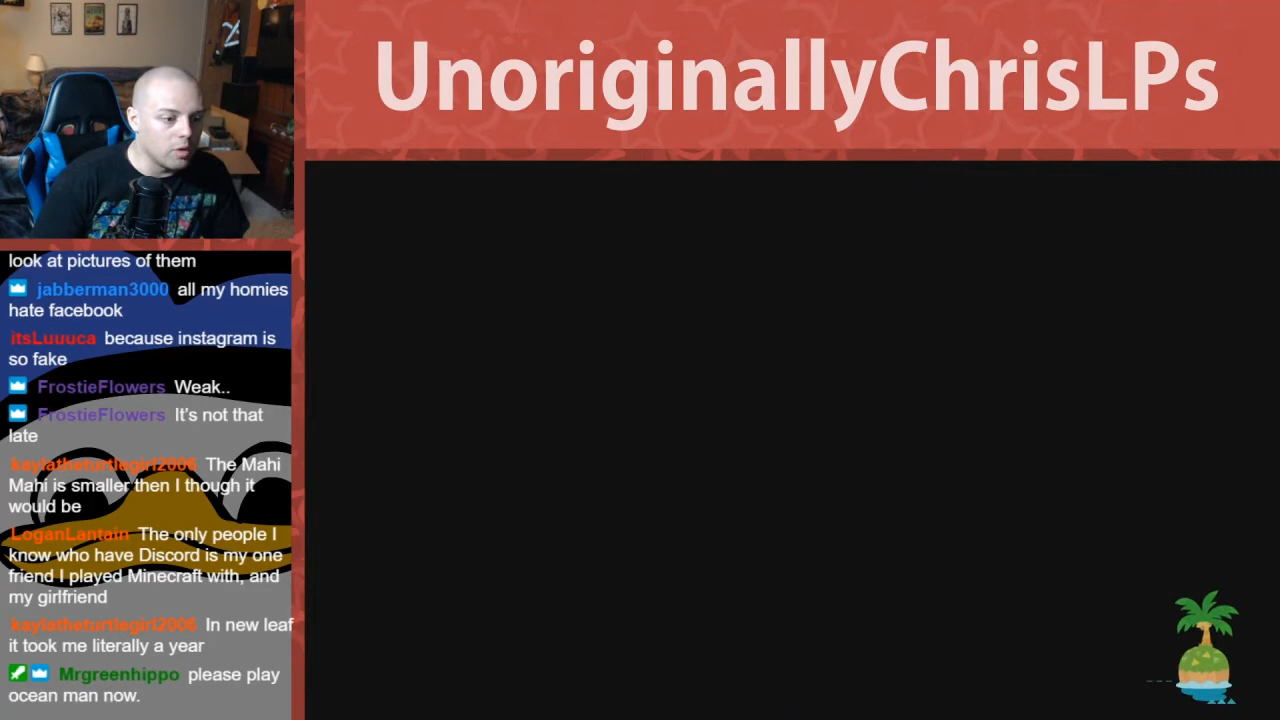 UnoriginallyChrisLPs
look at pictures of them
jabberman3000 all my homies
hate facebook
itsLuuuca because instagram is
so fake
FrostieFlowers Weak..
FrostieFlowers It's not that
late
kaylatheturtlegirl2006 The Mahi
Mahi is smaller then I though it
would be
LoganLantain The only people I
know who have Discord is my one
friend I played Minecraft with, and
my girlfriend
kaylatheturtlegirl2006 In new leaf
it took me literally a year
Mrgreenhippo please play
ocean man now.